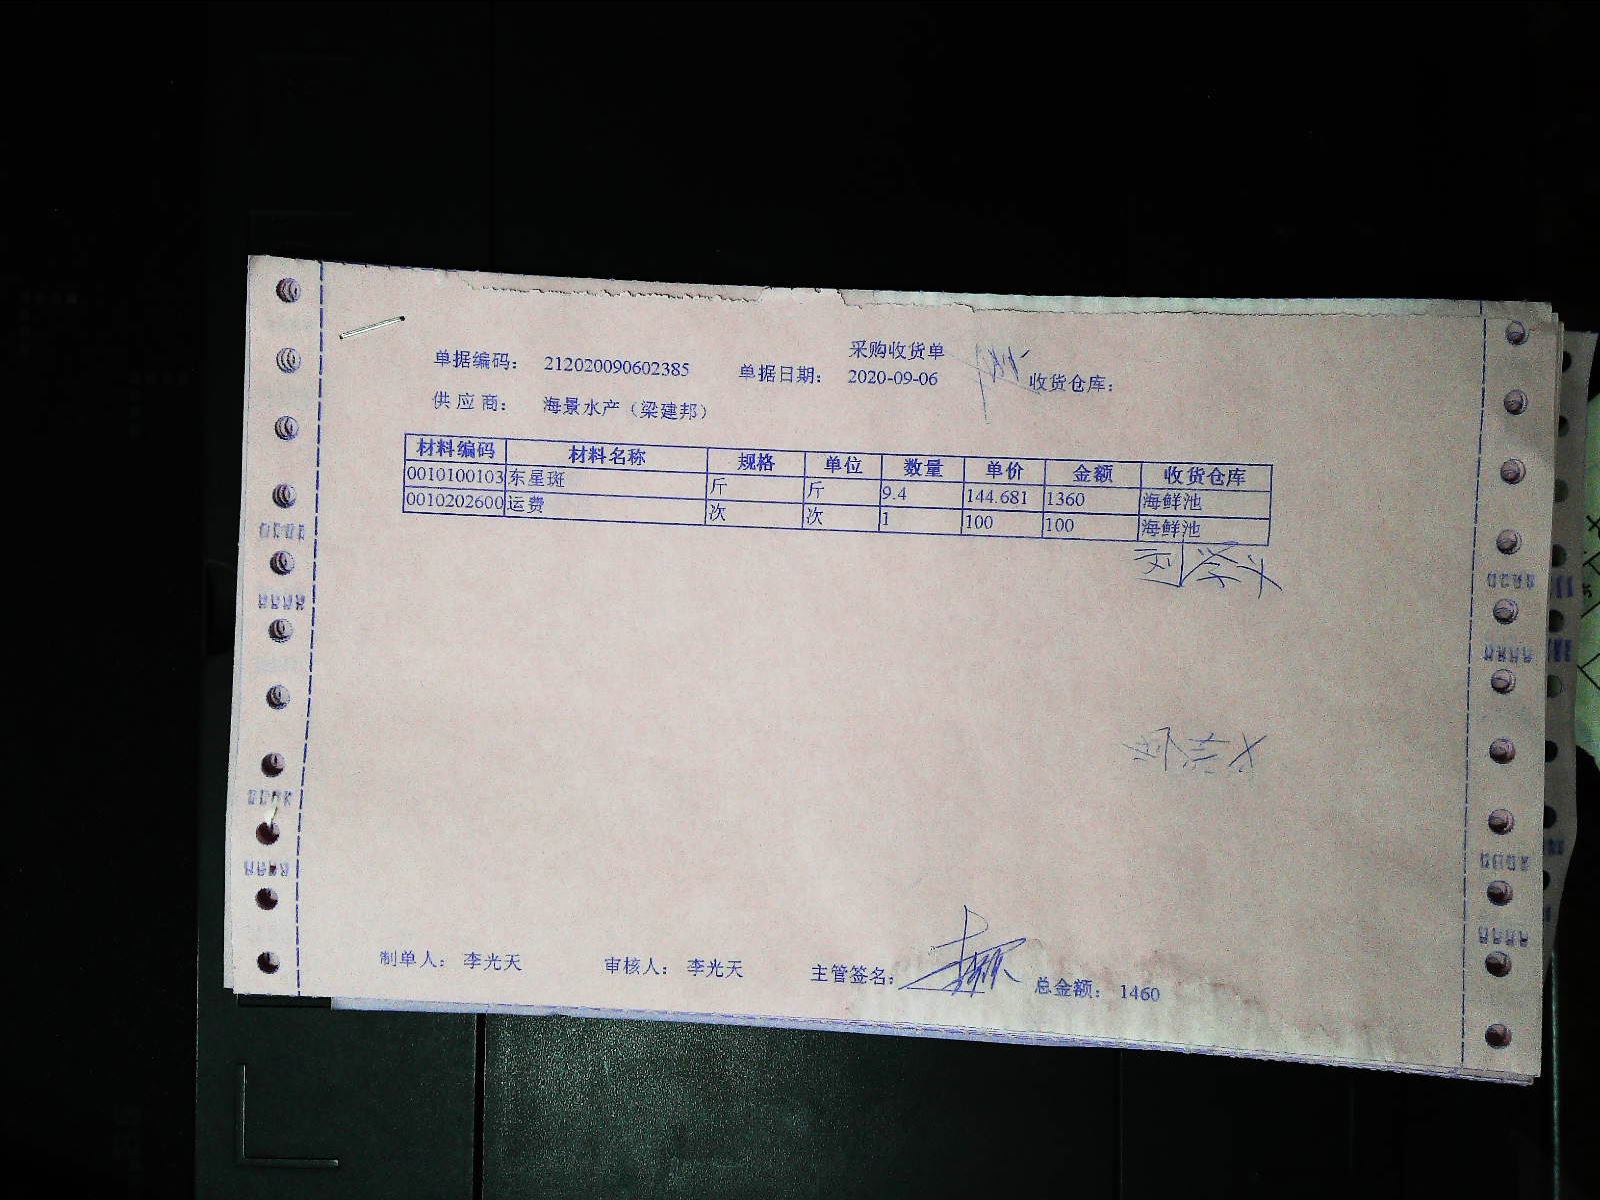 采购收货单
单据编码： 212020090602385 单据日期： 2020-09-06 收货仓库：
供应商： 海景水产（梁建邦）
材料编码 材料名称 规格 单位 数量 单价 金额 收货仓库
0010100103 东星斑 斤 斤 9.4 144.681 1360 海鲜池
0010202600 运费 次 次 1 100 100 海鲜池
制单人： 李光天 审核人： 李光天 主管签名： 总金额： 1460